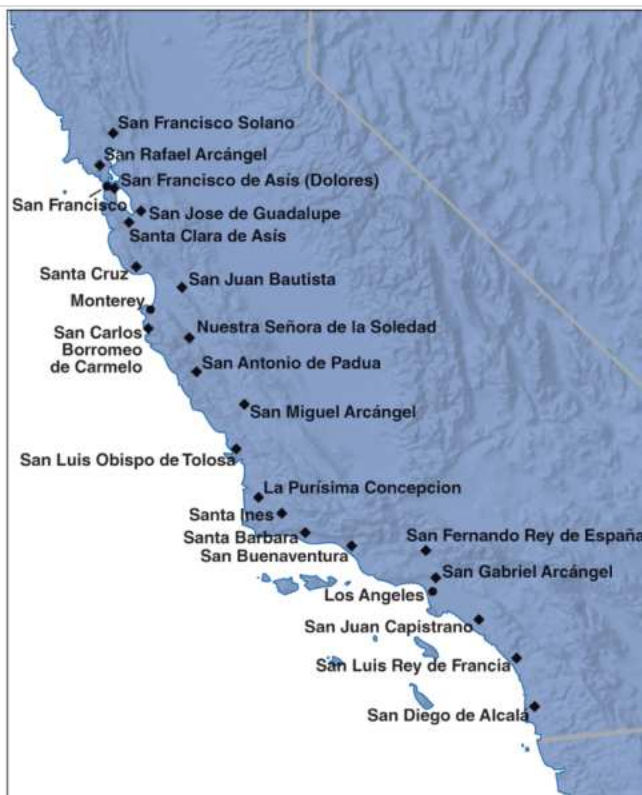 San Francisco Solano
San Rafael Arcángel
San Francisco de Asís (Dolores)
San Francisco
San Jose de Guadalupe
Santa Clara de Asís
Santa Cruz
San Juan Bautista
Monterey
San Carlos
Borromeo
de Carmelo
Nuestra Señora de la Soledad
San Antonio de Padua
San Miguel Arcángel
San Luis Obispo de Tolosa
La Purísima Concepcion
Santa Ines
Santa Barbara
San Buenaventura
San Fernando Rey de España
San Gabriel Arcángel
Los Angeles
San Juan Capistrano
San Luis Rey de Francia
San Diego de Alcalá